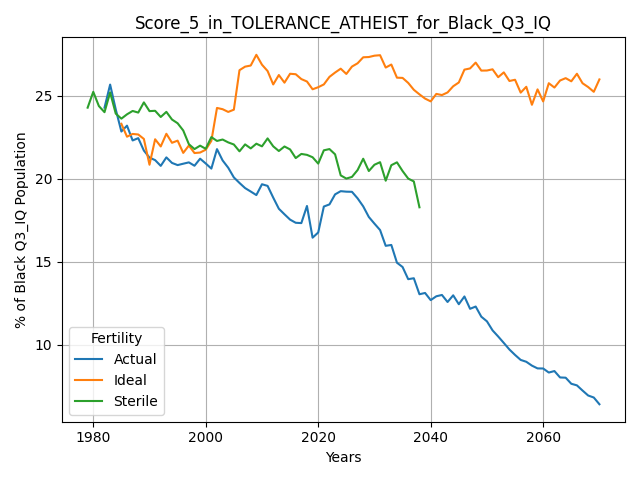 Score_5_in_TOLERANCE_ATHEIST_for_Black_Q3_IQ
% of Black Q3_IQ Population
25
20
15
10
Fertility
Actual
Ideal
Sterile
1980 2000 2020 2040 2060
Years